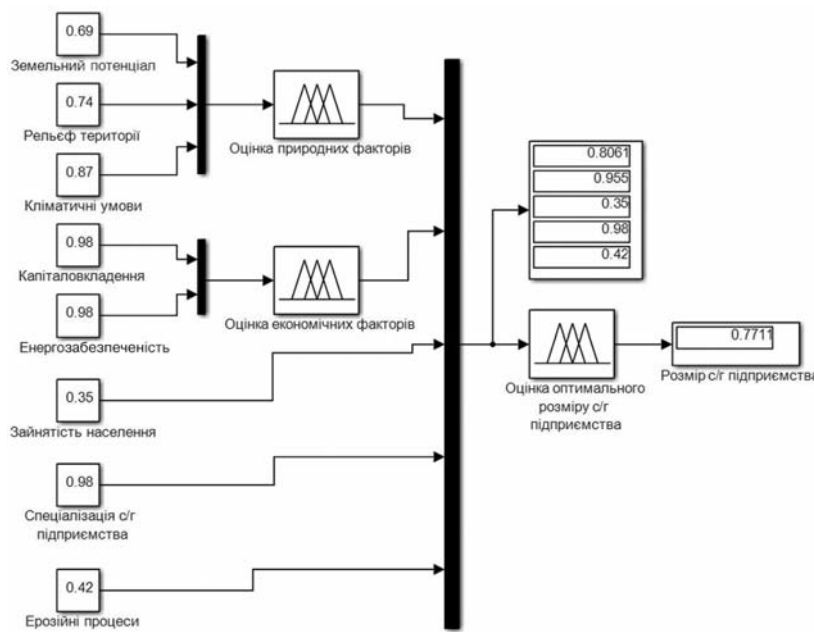 0.69
Земельний потенціал
0.74
Рельєф території
0.87
Кліматичні умови
0.98
Капіталовкладення
0.98
Енергозабезпеченість
0.35
Зайнятість населення
0.98
Спеціалізація с/г
підприємства
0.42
Ерозійні процеси
Оцінка природних факторів
Оцінка економічних факторів
0.8061
0.955
0.35
0.98
0.42
Оцінка оптимального
розміру с/г
підприємства
0.7711
Розмір с/г підприємства